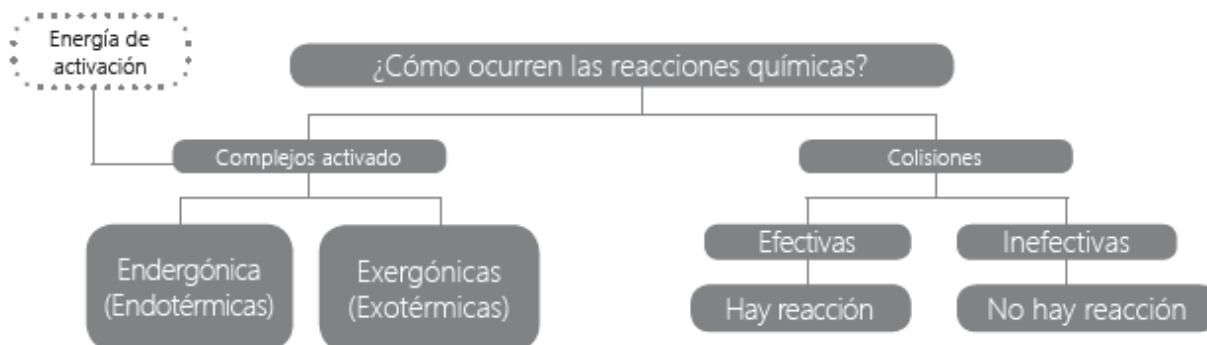 Energía de
activación
¿Cómo ocurren las reacciones químicas?
Complejos activado
Colisiones
Endergónica
(Endotérmicas)
Exergónicas
(Exotérmicas)
Efectivas
Inefectivas
Hay reacción
No hay reacción